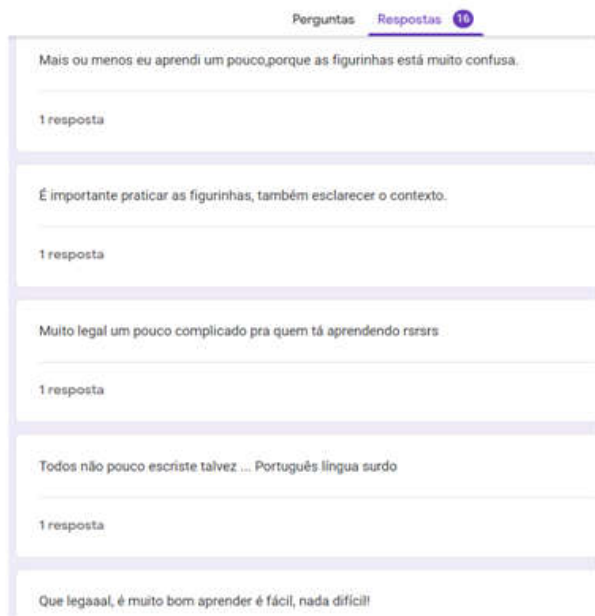 Perguntas Respostas 16
Mais ou menos eu aprendi um pouco,porque as figurinhas está muito confusa.
1 resposta
É importante praticar as figurinhas, também esclarecer o contexto.
1 resposta
Muito legal um pouco complicado pra quem tá aprendendo rsrsrs
1 resposta
Todos não pouco escriste talvez ... Português língua surdo
1 resposta
Que legaaal, é muito bom aprender é fácil, nada difícil!